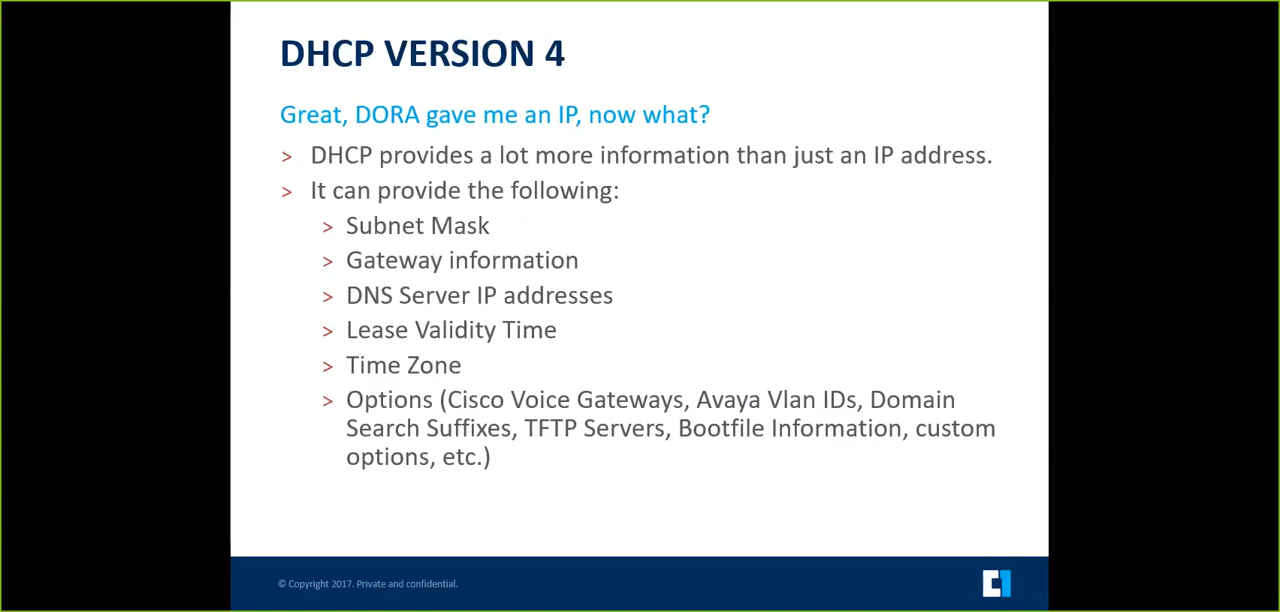 DHCP VERSION 4
Great, DORA gave me an IP, now what?
> DHCP provides a lot more information than just an IP address.
> It can provide the following:
> Subnet Mask
> Gateway information
> DNS Server IP addresses
> Lease Validity Time
> Time Zone
> Options (Cisco Voice Gateways, Avaya Vlan IDs, Domain
Search Suffixes, TFTP Servers, Bootfile Information, custom
options, etc.)
© Copyright 2017. Private and confidential.